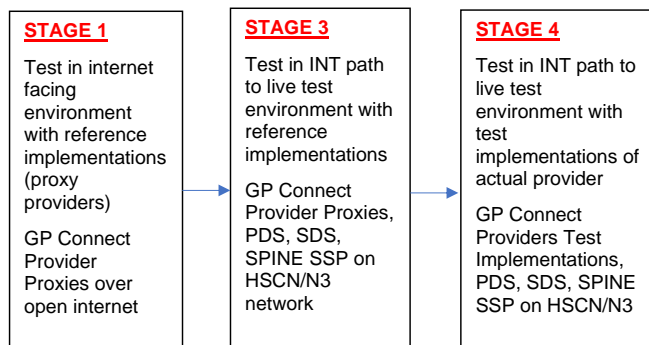 STAGE 1
Test in internet
facing
environment
with reference
implementations
(proxy
providers)
GP Connect
Provider
Proxies over
open internet
STAGE 3
Test in INT path
to live test
environment with
reference
implementations
GP Connect
Provider Proxies,
PDS, SDS,
SPINE SSP on
HSCN/N3
network
STAGE 4
Test in INT path to
live test
environment with
test
implementations of
actual provider
GP Connect
Providers Test
Implementations,
PDS, SDS, SPINE
SSP on HSCN/N3